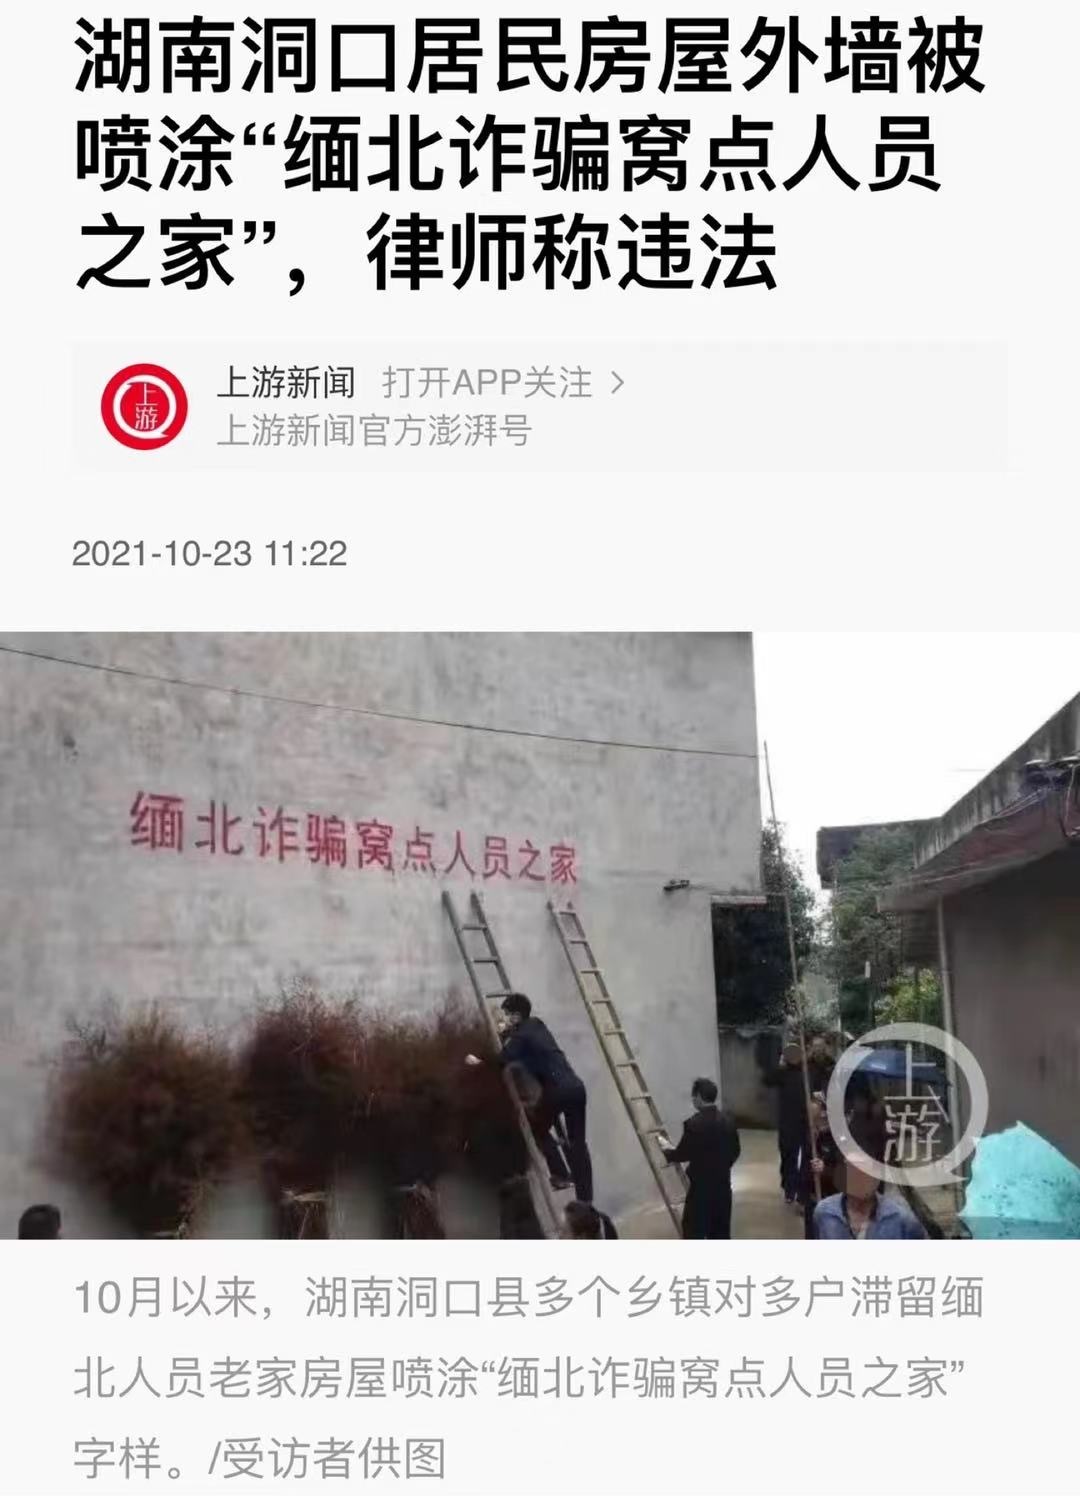 湖南洞口居民房屋外墙被
喷涂“缅北诈骗窝点人员
之家”，律师称违法
上游
上游新闻 打开APP关注 >
上游新闻官方澎湃号
2021-10-23 11:22
缅北诈骗窝点人员之家
上游
10月以来，湖南洞口县多个乡镇对多户滞留缅
北人员老家房屋喷涂“缅北诈骗窝点人员之家”
字样。/受访者供图